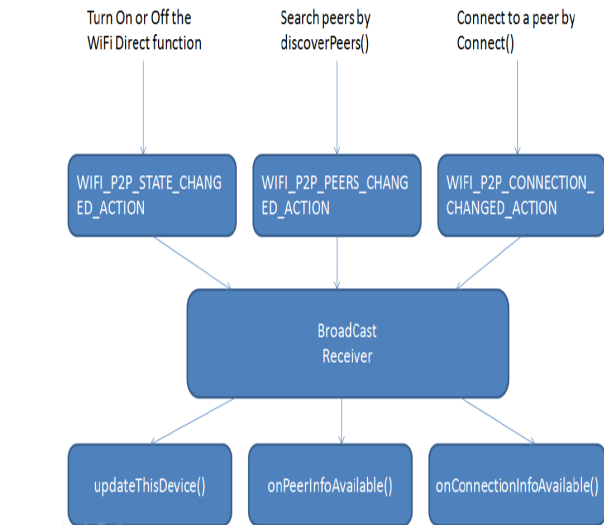 Turn On or Off the
WiFi Direct function
Search peers by
discoverPeers()
Connect to a peer by
Connect()
WIFI_P2P_STATE_CHANG
ED_ACTION
WIFI_P2P_PEERS_CHANG
ED_ACTION
WIFI_P2P_CONNECTION_
CHANGED_ACTION
BroadCast
Receiver
updateThisDevice()
onPeerInfoAvailable()
onConnectionInfoAvailable()